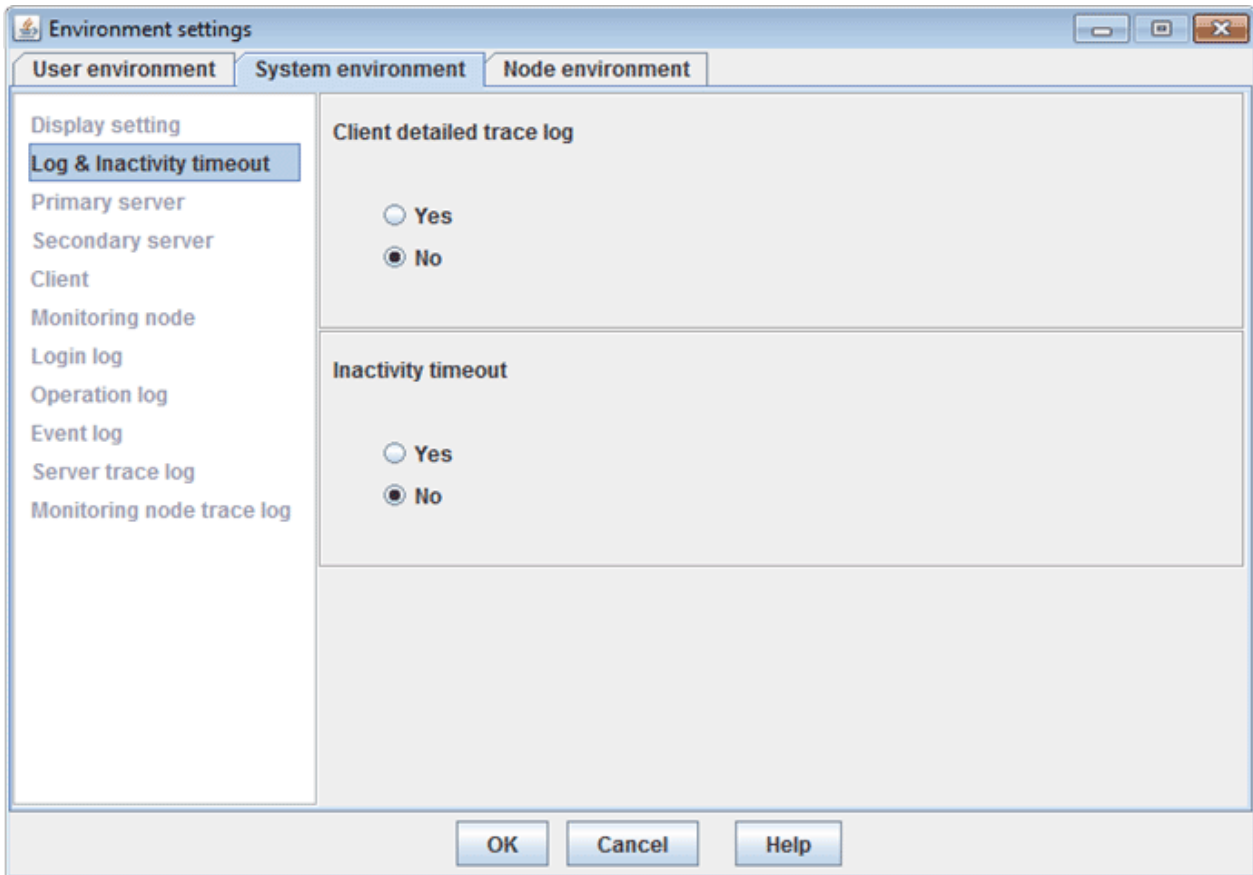 Environment settings
User environment System environment Node environment
Display setting
Log & Inactivity timeout
Primary server
Secondary server
Client
Monitoring node
Login log
Operation log
Event log
Server trace log
Monitoring node trace log
Client detailed trace log
Yes
No
Inactivity timeout
Yes
No
OK Cancel Help